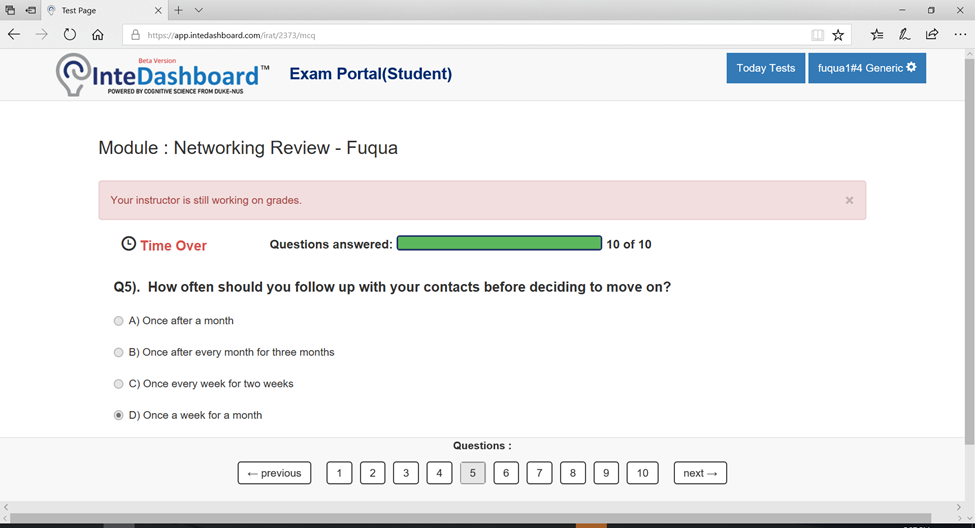 Test Page
https://app.intedashboard.com/irat/2373/mcq
Beta Version
InteDashboard™
POWERED BY COGNITIVE SCIENCE FROM DUKE-NUS
Exam Portal(Student)
Today Tests
fuqua1#4 Generic
Module : Networking Review - Fuqua
Your instructor is still working on grades.
×
Time Over
Questions answered: 10 of 10
Q5). How often should you follow up with your contacts before deciding to move on?
A) Once after a month
B) Once after every month for three months
C) Once every week for two weeks
D) Once a week for a month
Questions :
← previous 1 2 3 4 5 6 7 8 9 10 next →